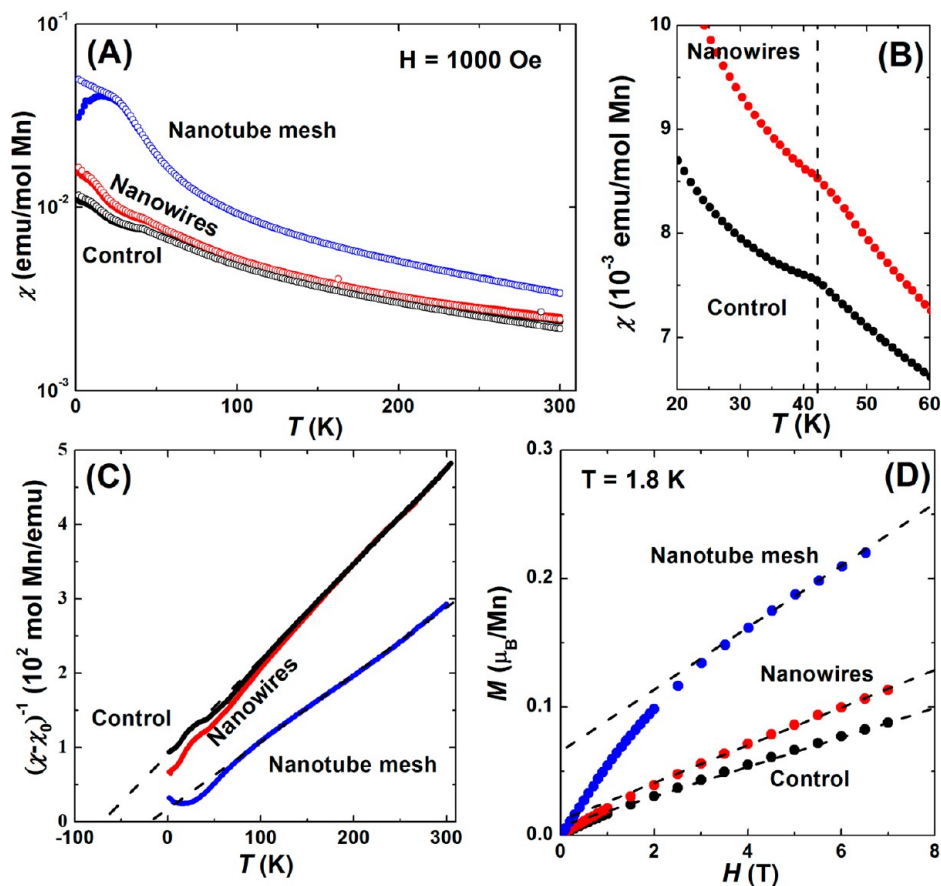 (A)
H = 1000 Oe
Nanotube mesh
Nanowires
Control
χ (emu/mol Mn)
10⁻¹
10⁻²
10⁻³
0 100 200 300
T (K)
(B)
Nanowires
Control
χ (10⁻³ emu/mol Mn)
10
9
8
7
20 30 40 50 60
T (K)
(C)
Control
Nanowires
Nanotube mesh
(χ-χ₀)⁻¹ (10² mol Mn/emu)
5
4
3
2
1
0
-100 0 100 200 300
T (K)
(D)
T = 1.8 K
Nanotube mesh
Nanowires
Control
M (μ_B/Mn)
0.3
0.2
0.1
0.0
0 2 4 6 8
H (T)